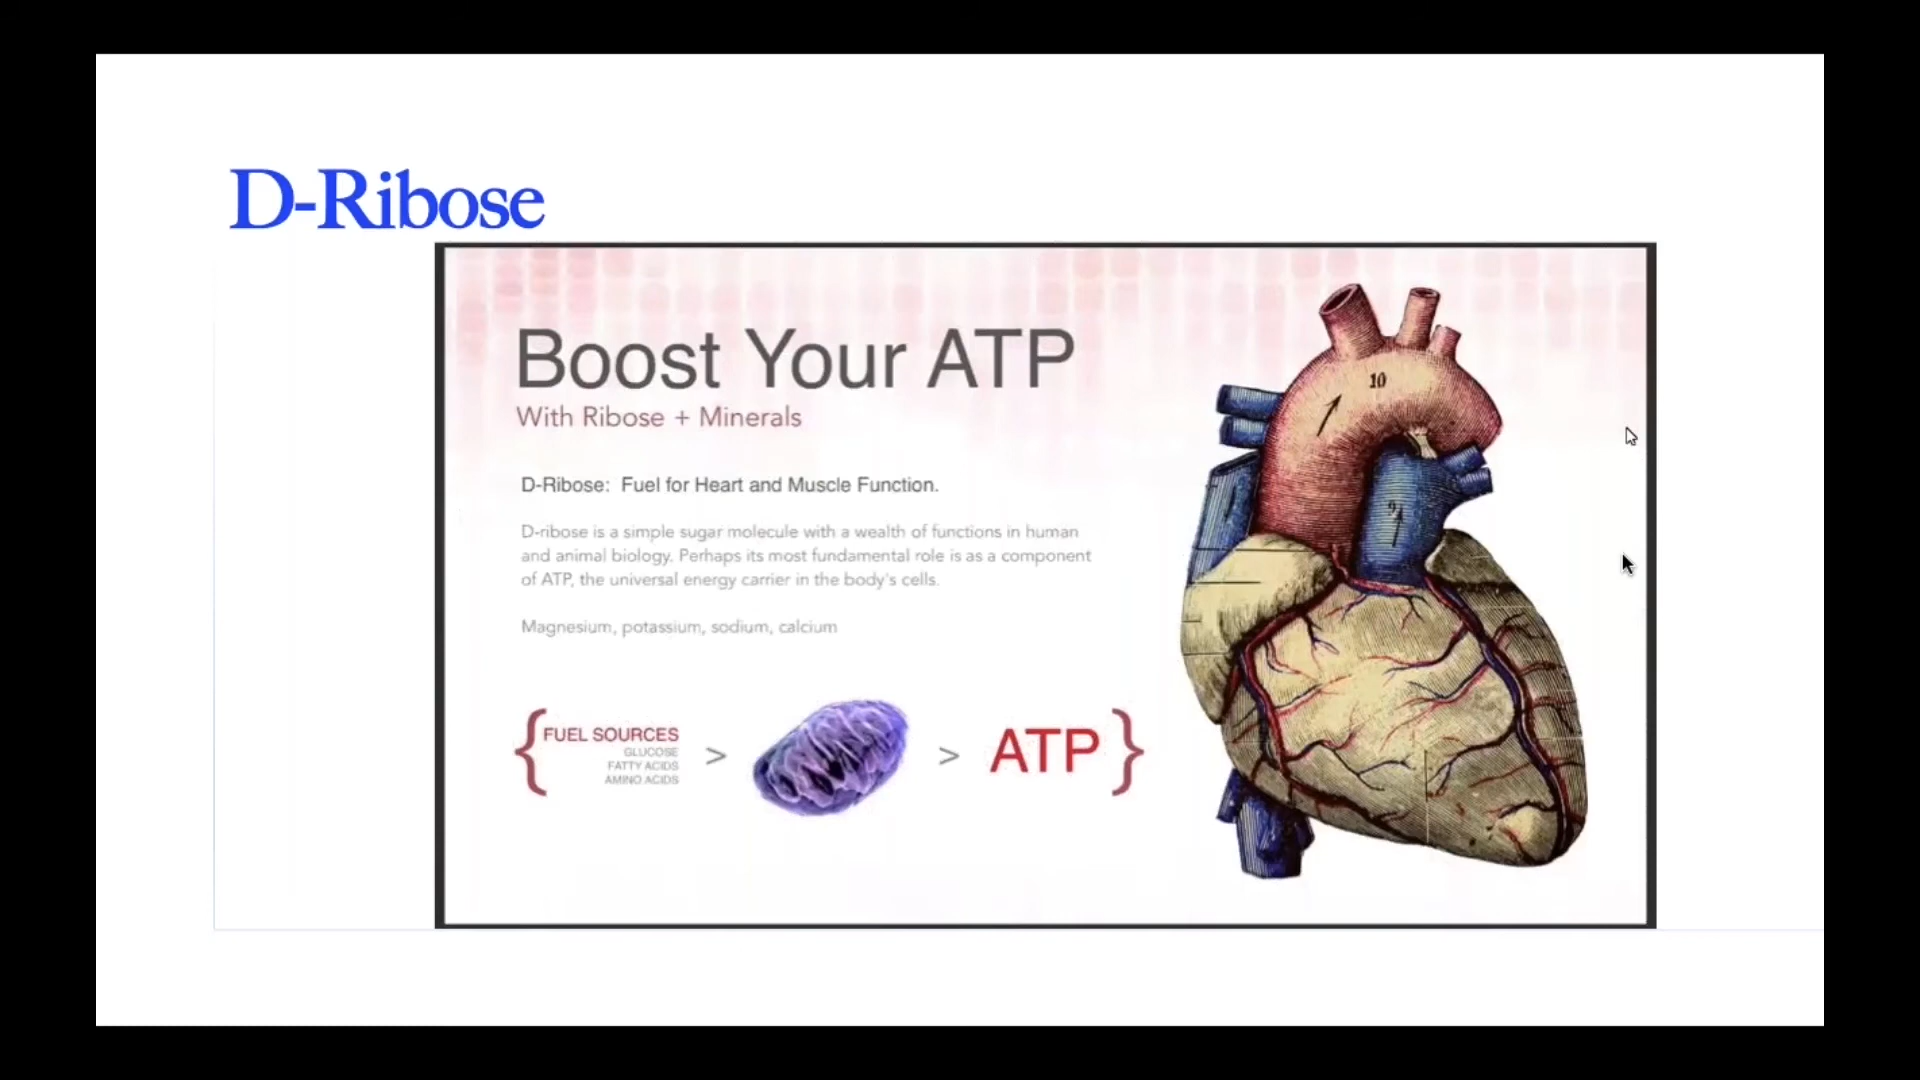 D-Ribose
Boost Your ATP
With Ribose + Minerals
D-Ribose: Fuel for Heart and Muscle Function.
D-ribose is a simple sugar molecule with a wealth of functions in human
and animal biology. Perhaps its most fundamental role is as a component
of ATP, the universal energy carrier in the body's cells.
Magnesium, potassium, sodium, calcium
{ FUEL SOURCES
GLUCOSE
FATTY ACIDS
AMINO ACIDS
> > ATP }
10
9